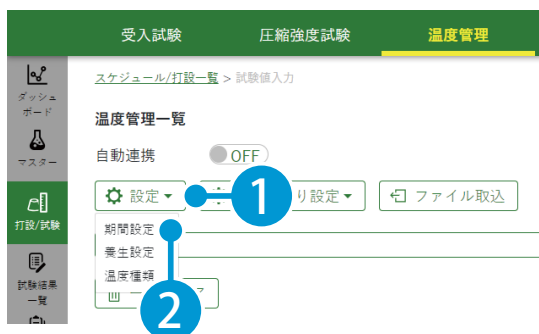 受入試験 圧縮強度試験 温度管理
ダッシュ
ボード
マスター
打設/試験
試験結果
一覧
スケジュール/打設一覧 > 試験値入力
温度管理一覧
自動連携 OFF
設定 り設定 ファイル取込
1
期間設定
養生設定
温度種類
2